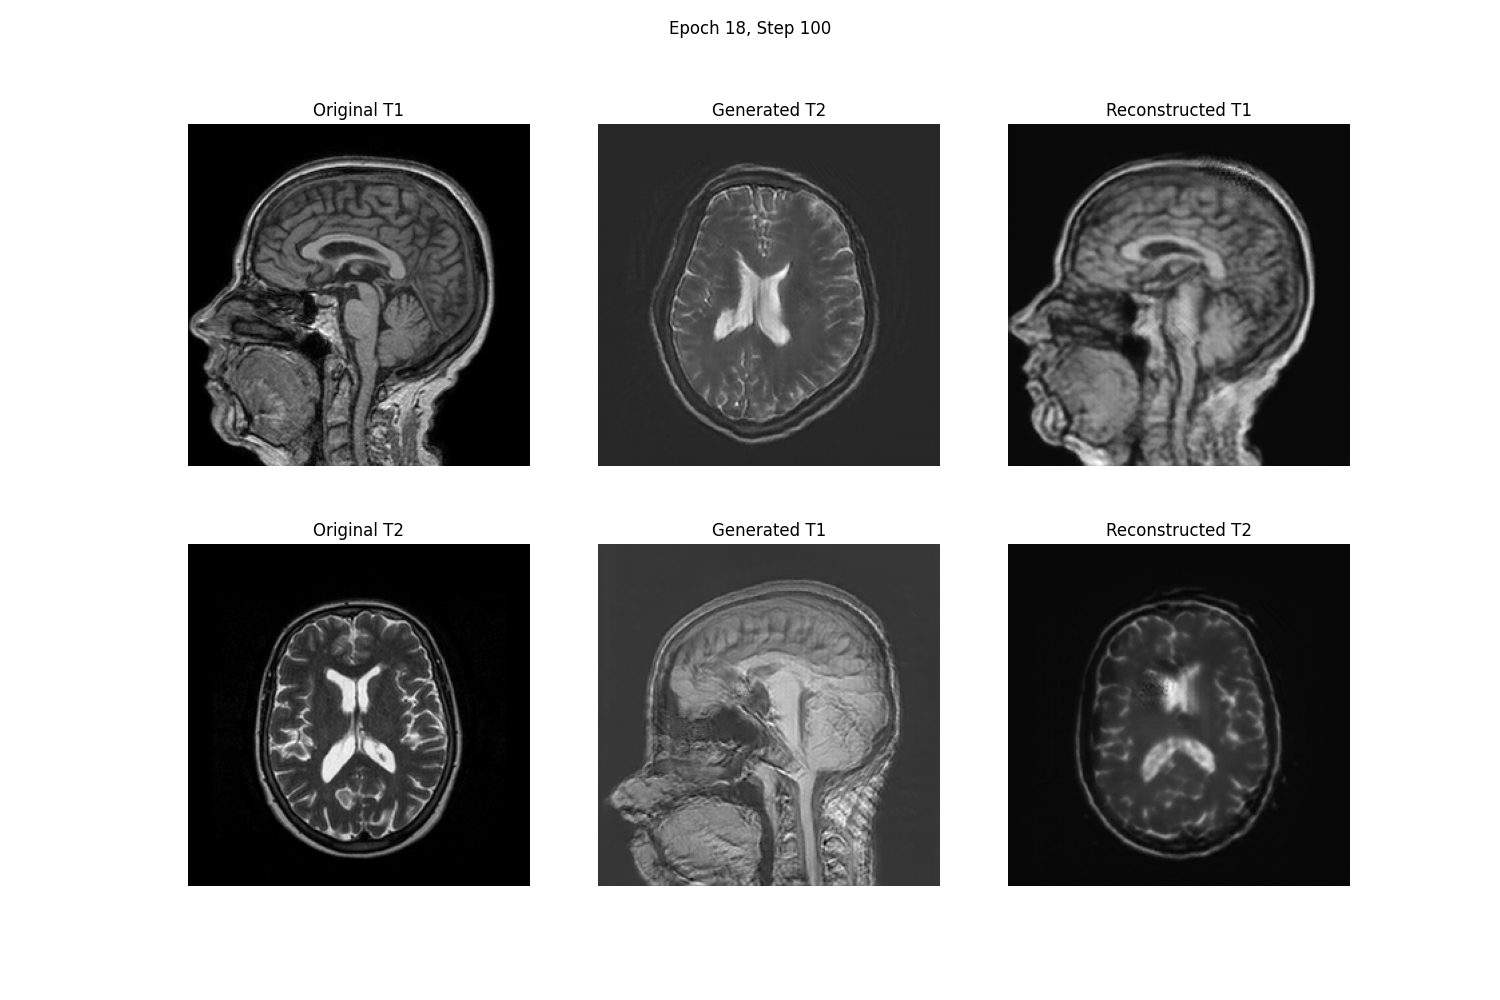 Epoch 18, Step 100
Original T1
Generated T2
Reconstructed T1
Original T2
Generated T1
Reconstructed T2